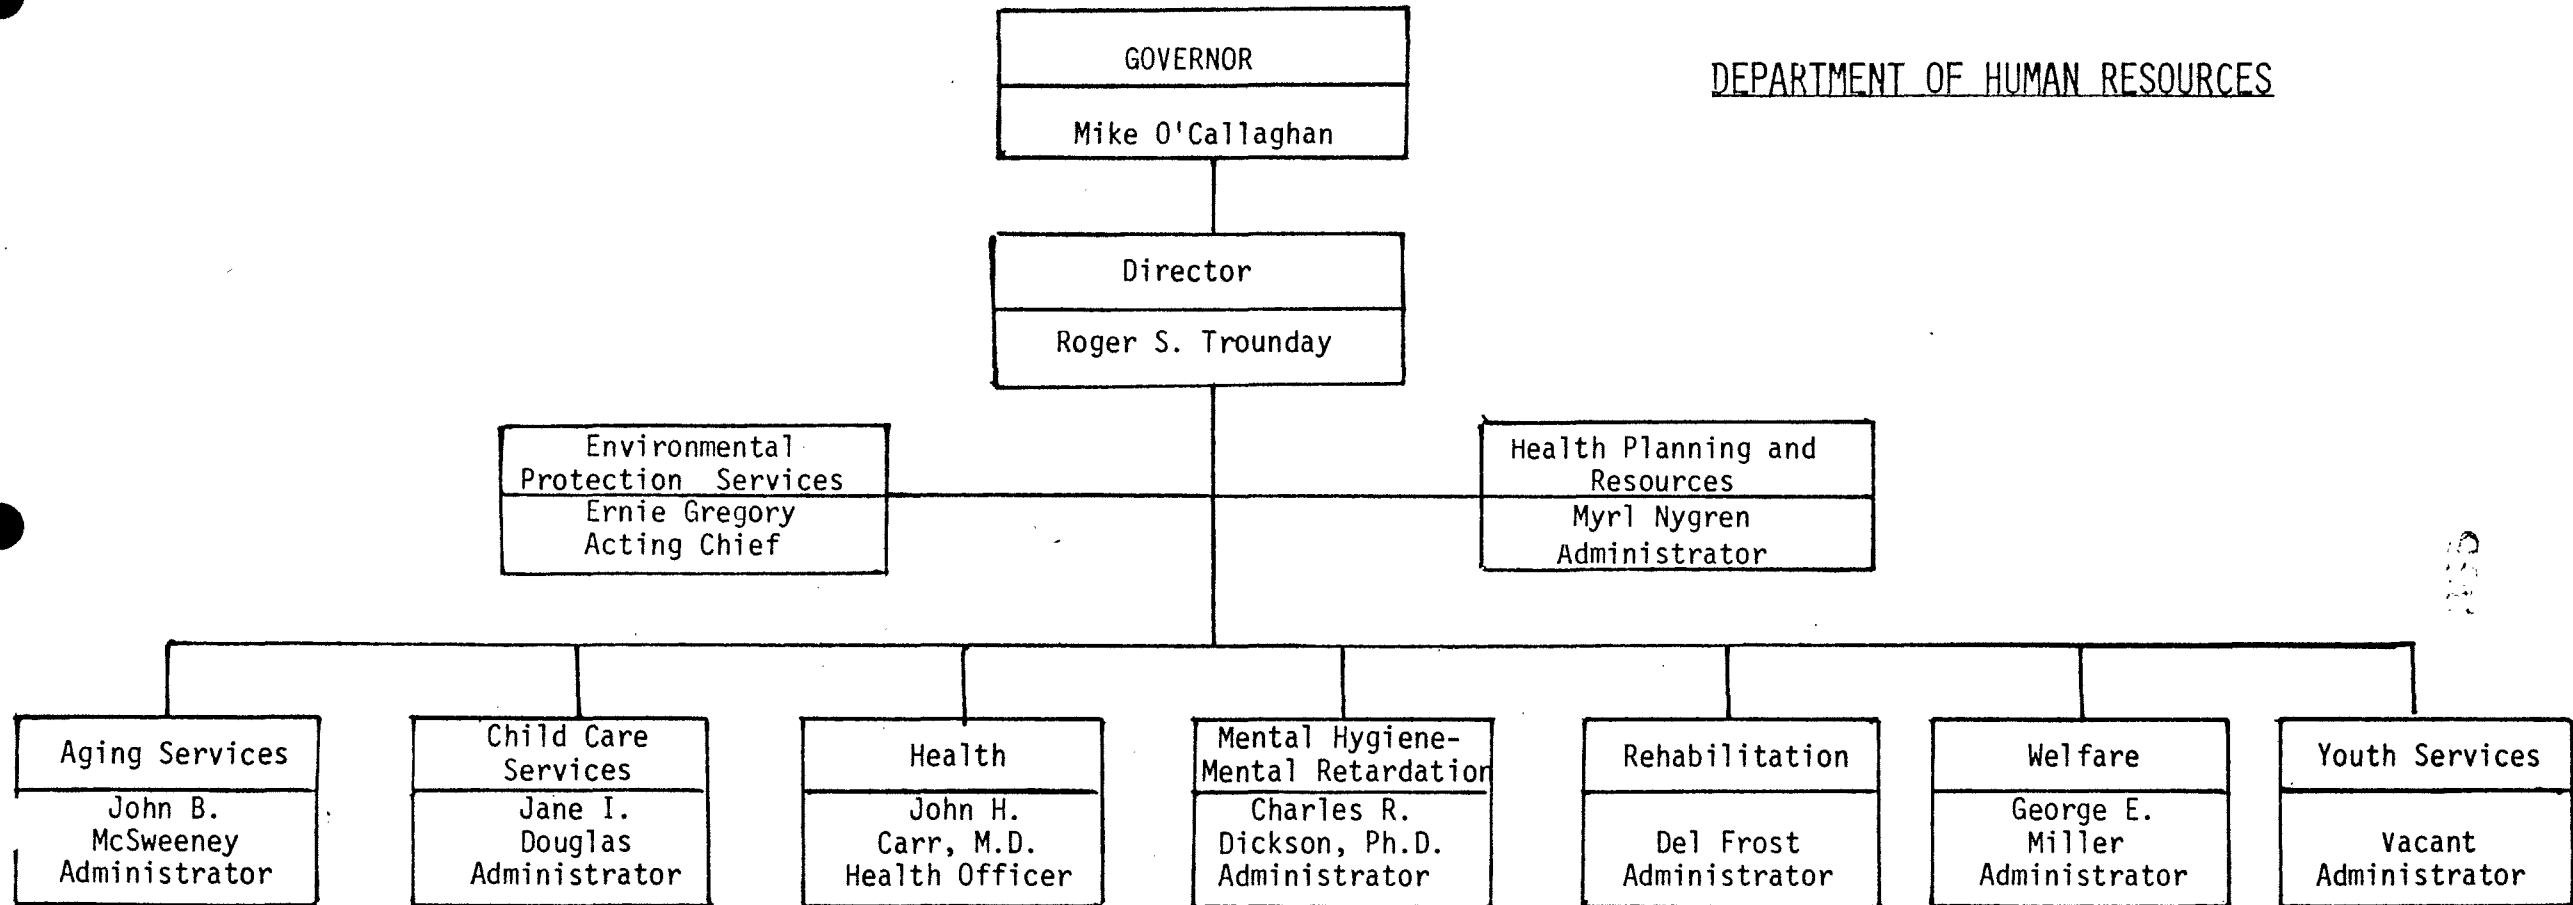 DEPARTMENT OF HUMAN RESOURCES
GOVERNOR
Mike O'Callaghan
Director
Roger S. Trounday
Environmental
Protection Services
Ernie Gregory
Acting Chief
Health Planning and
Resources
Myrl Nygren
Administrator
Aging Services
John B.
McSweeney
Administrator
Child Care
Services
Jane I.
Douglas
Administrator
Health
John H.
Carr, M.D.
Health Officer
Mental Hygiene-
Mental Retardation
Charles R.
Dickson, Ph.D.
Administrator
Rehabilitation
Del Frost
Administrator
Welfare
George E.
Miller
Administrator
Youth Services
Vacant
Administrator